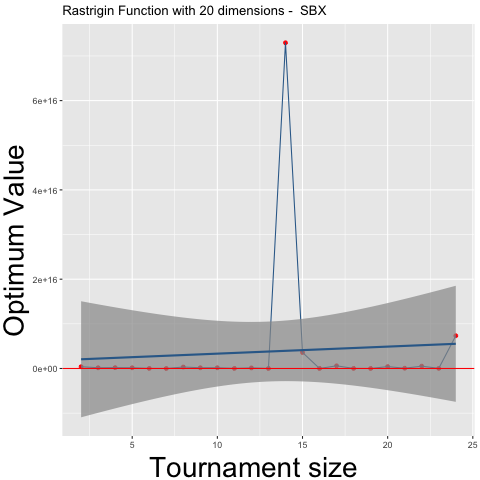 Rastrigin Function with 20 dimensions - SBX
Optimum Value
6e+16
4e+16
2e+16
0e+00
5 10 15 20 25
Tournament size